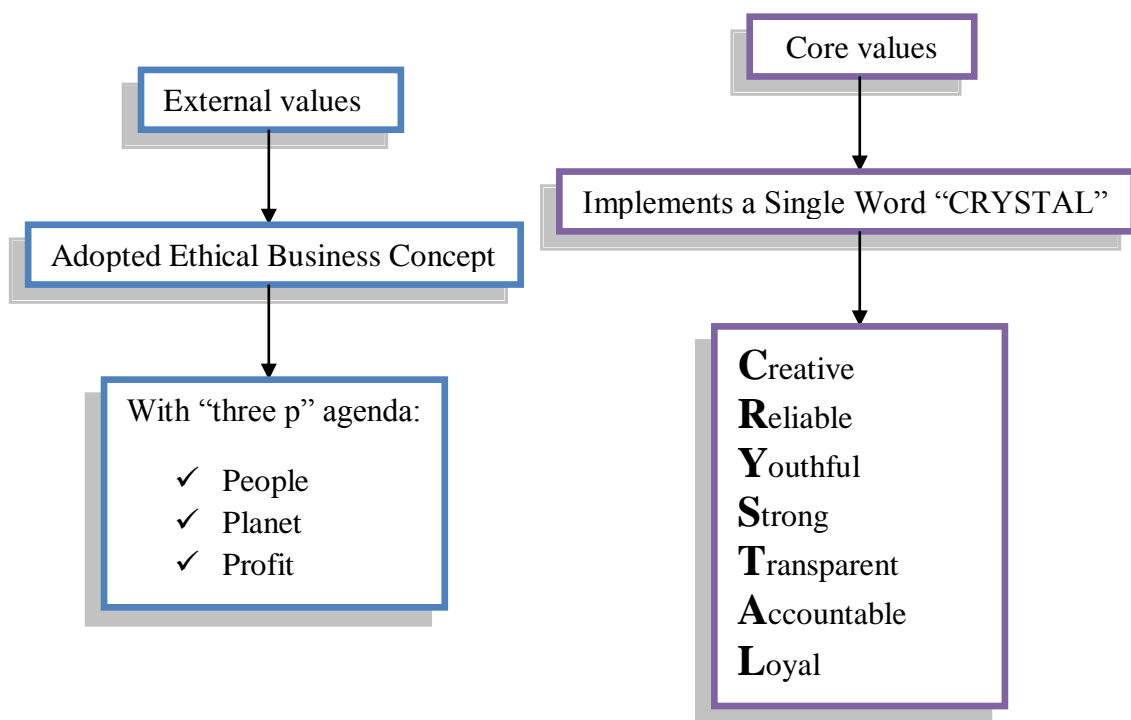 External values
Adopted Ethical Business Concept
With “three p” agenda:
✓ People
✓ Planet
✓ Profit
Core values
Implements a Single Word “CRYSTAL”
Creative
Reliable
Youthful
Strong
Transparent
Accountable
Loyal